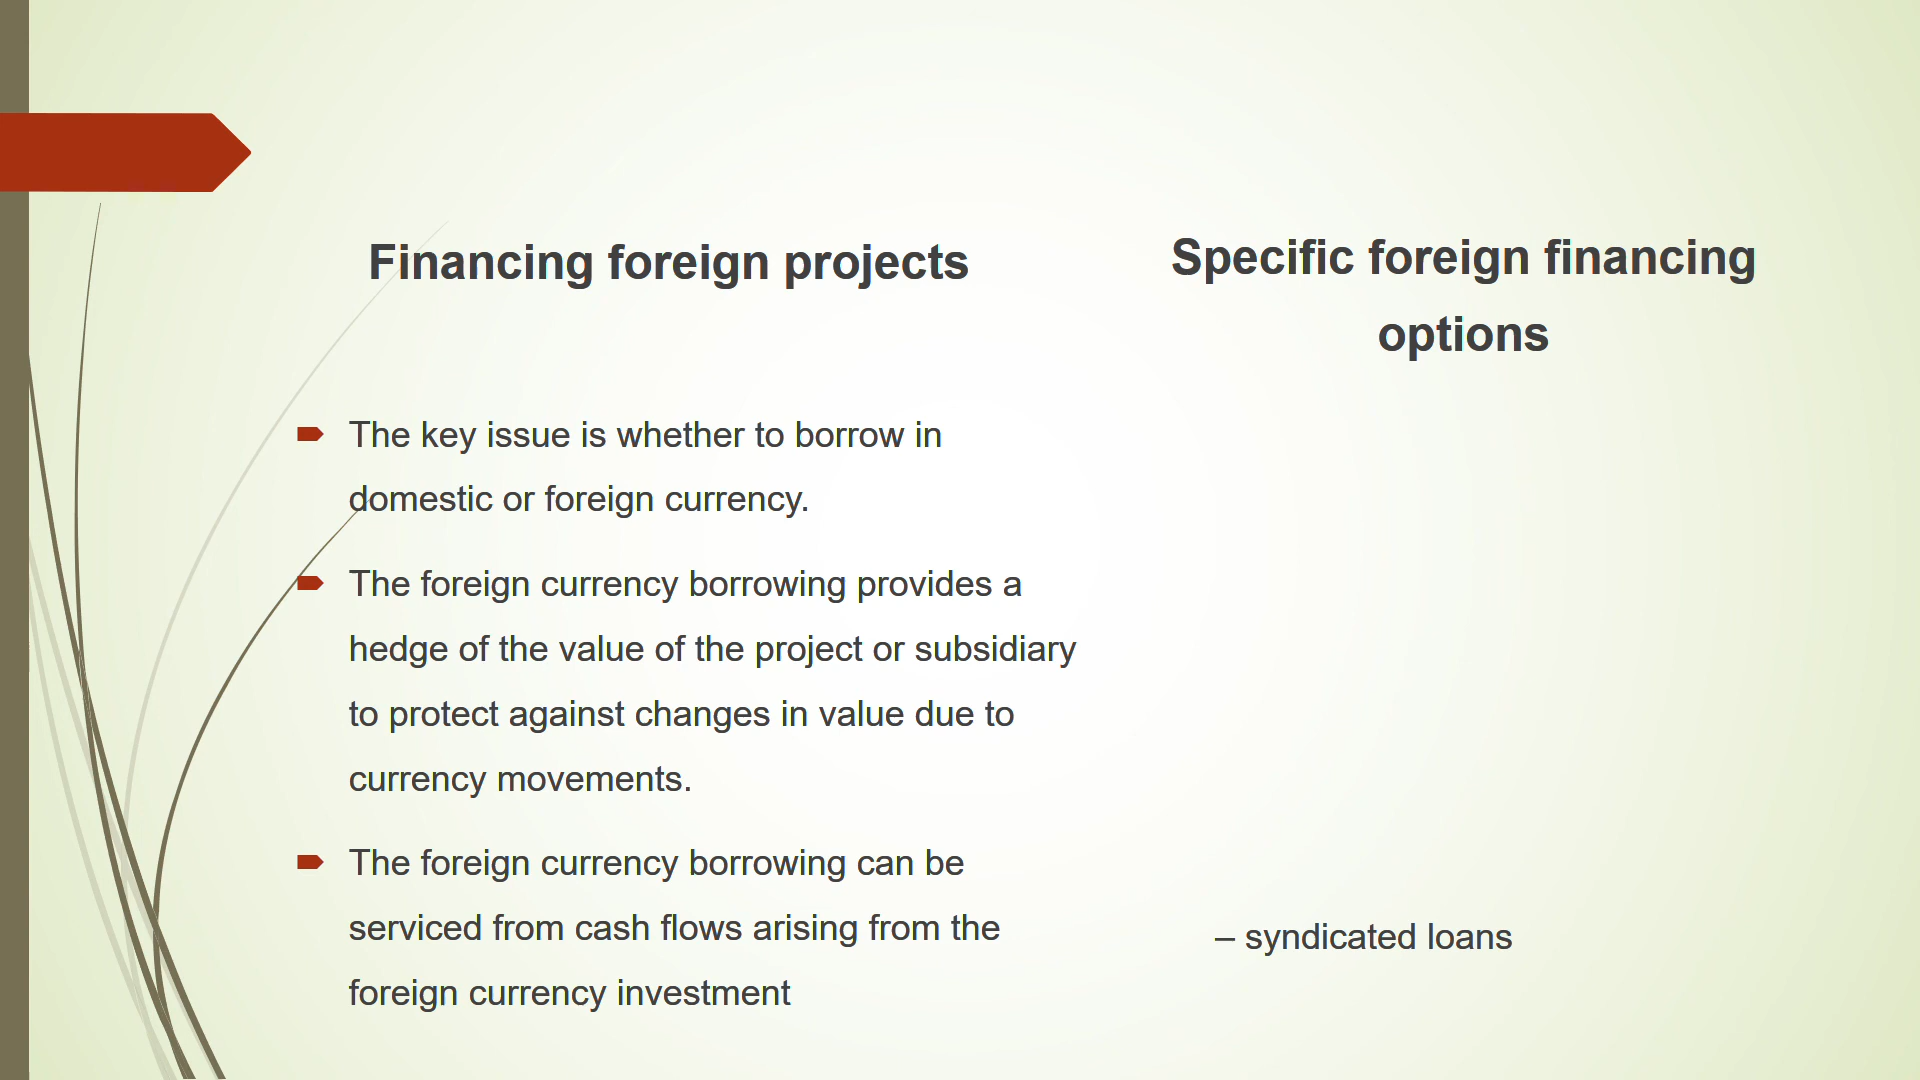 Financing foreign projects
The key issue is whether to borrow in
domestic or foreign currency.
The foreign currency borrowing provides a
hedge of the value of the project or subsidiary
to protect against changes in value due to
currency movements.
The foreign currency borrowing can be
serviced from cash flows arising from the
foreign currency investment
Specific foreign financing
options
– syndicated loans